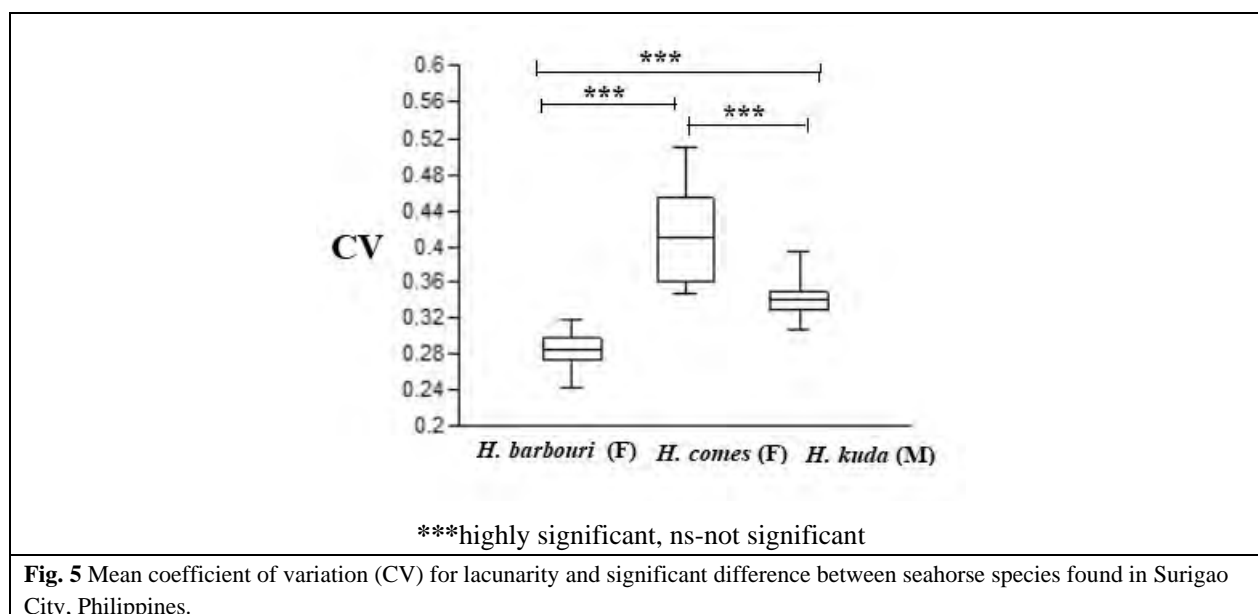 ***
***
***
0.6
0.56
0.52
0.48
0.44
0.4
0.36
0.32
0.28
0.24
0.2
CV
H. barbouri (F) H. comes (F) H. kuda (M)
***highly significant, ns-not significant
Fig. 5 Mean coefficient of variation (CV) for lacunarity and significant difference between seahorse species found in Surigao
City, Philippines.